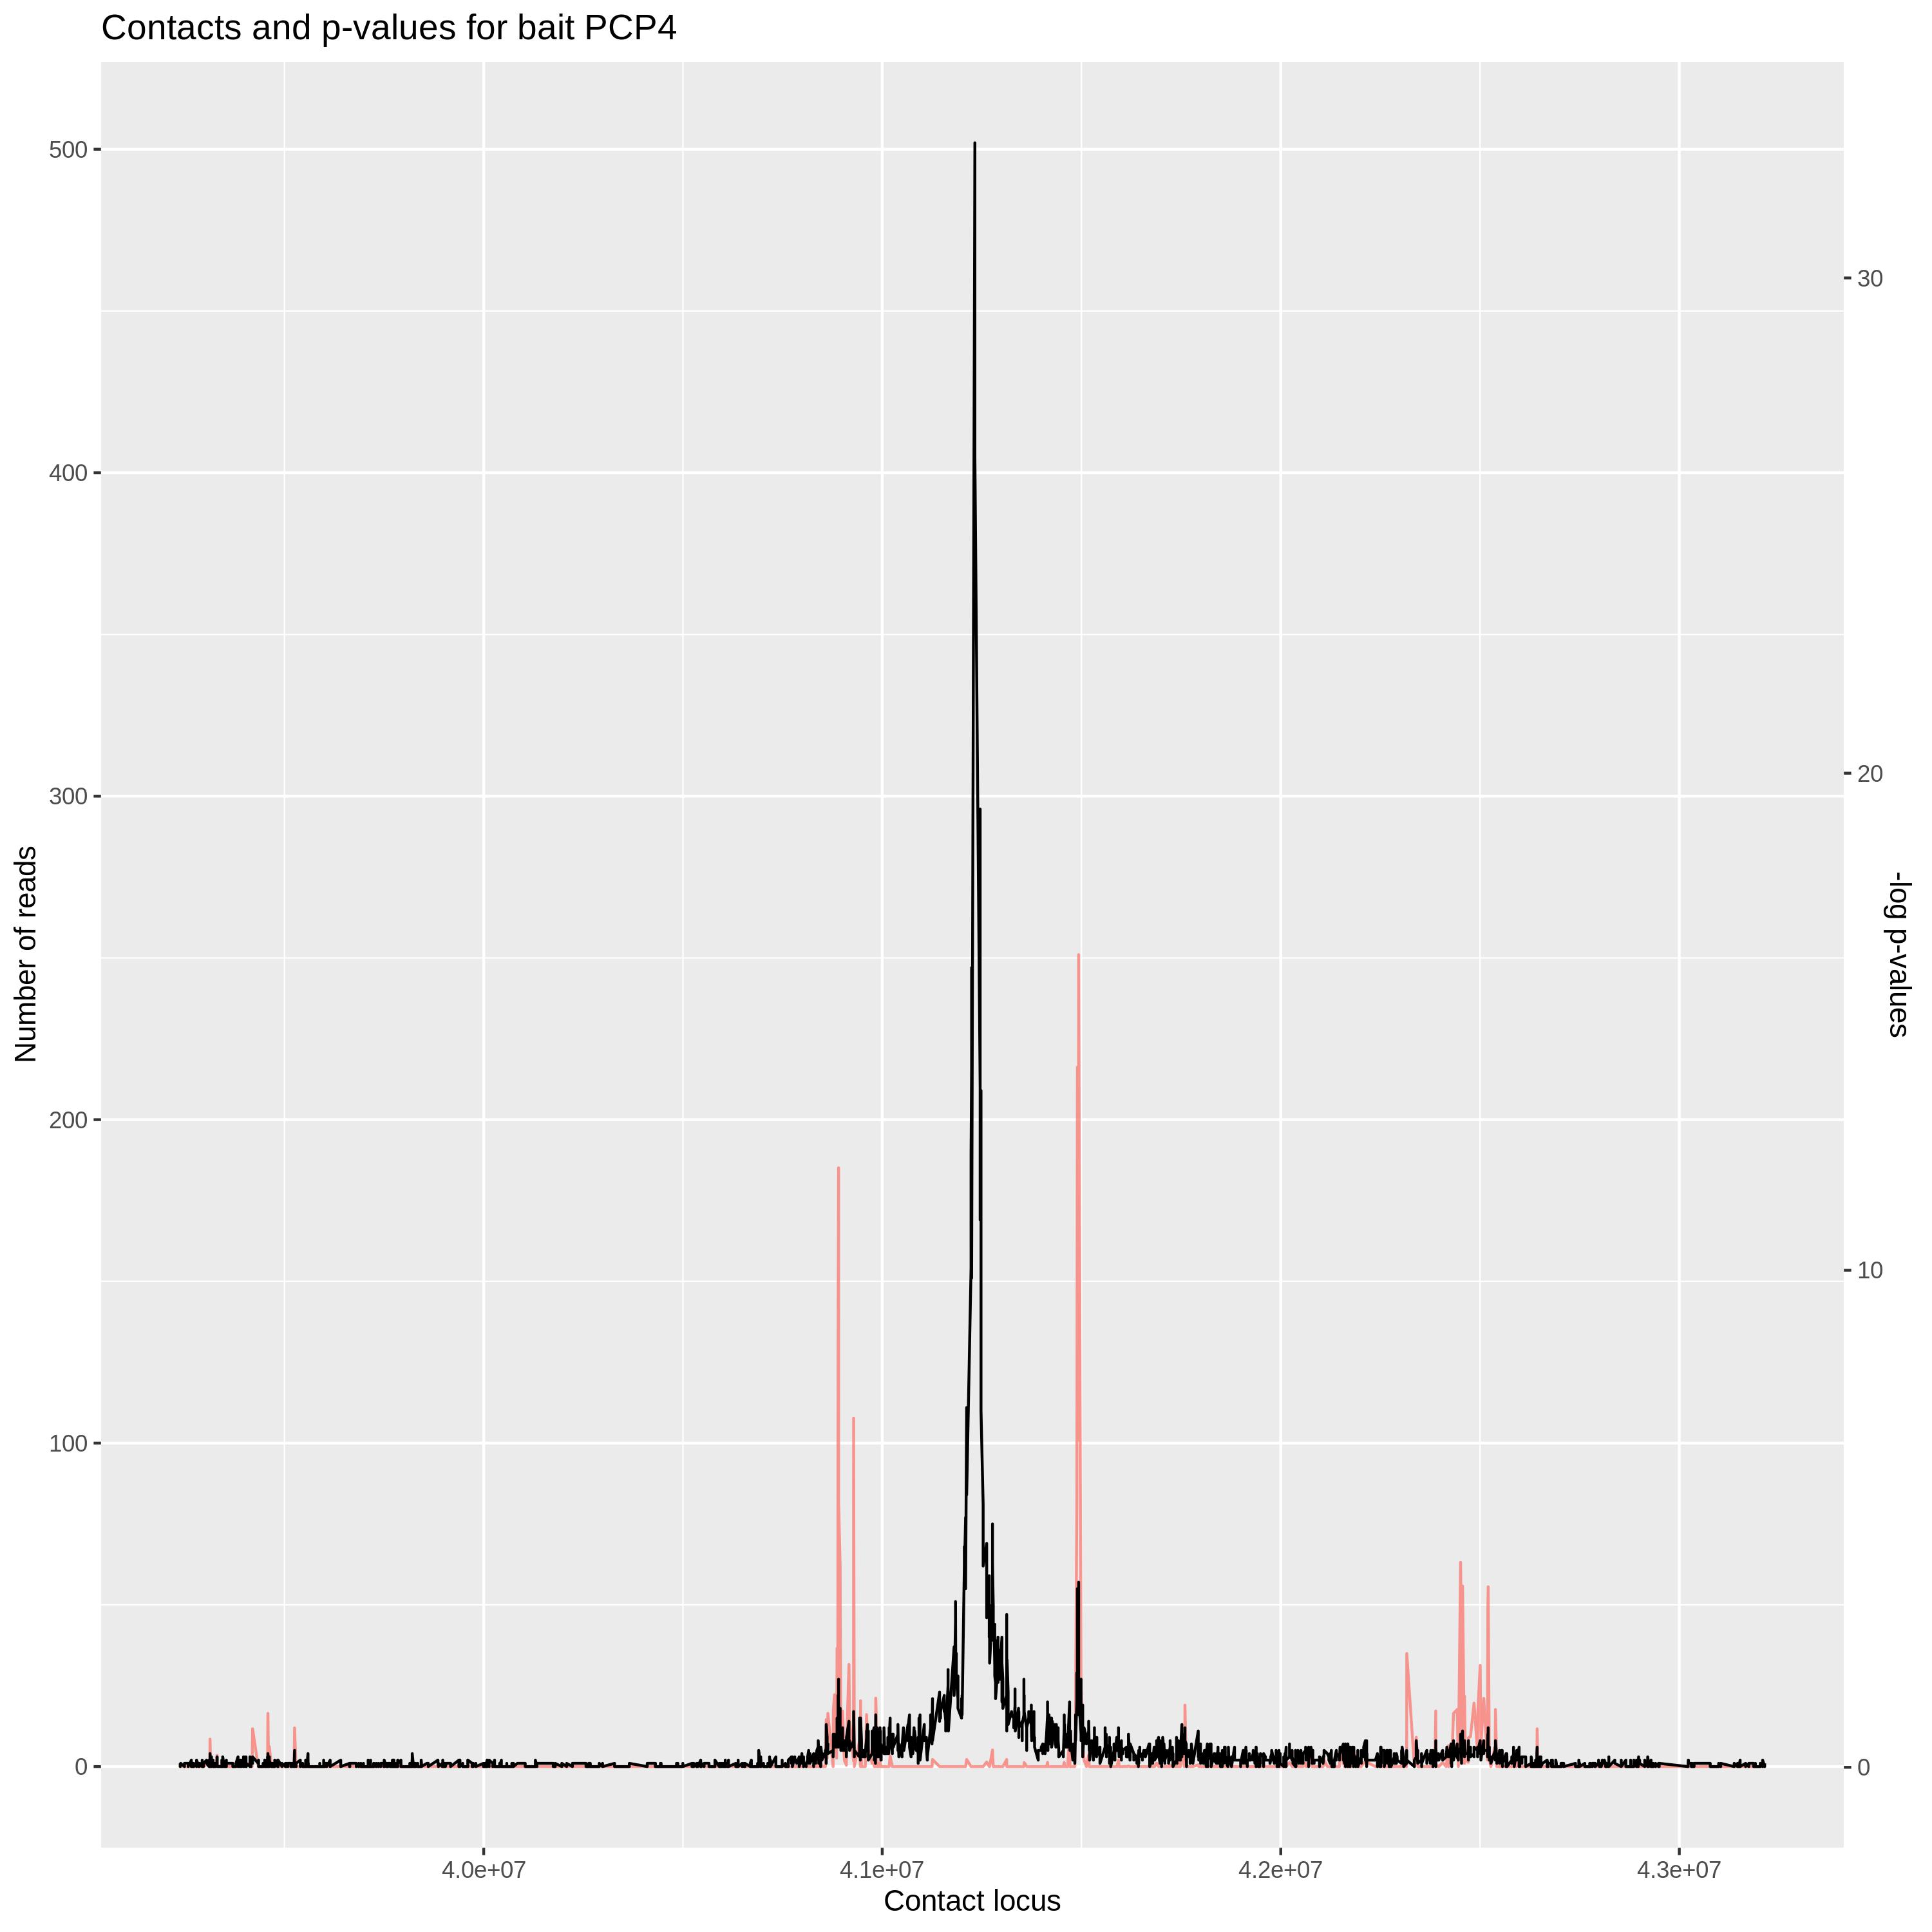 Contacts and p-values for bait PCP4
500
400
300
200
100
0
Number of reads
30
20
10
0
-log p-values
4.0e+07
4.1e+07
4.2e+07
4.3e+07
Contact locus